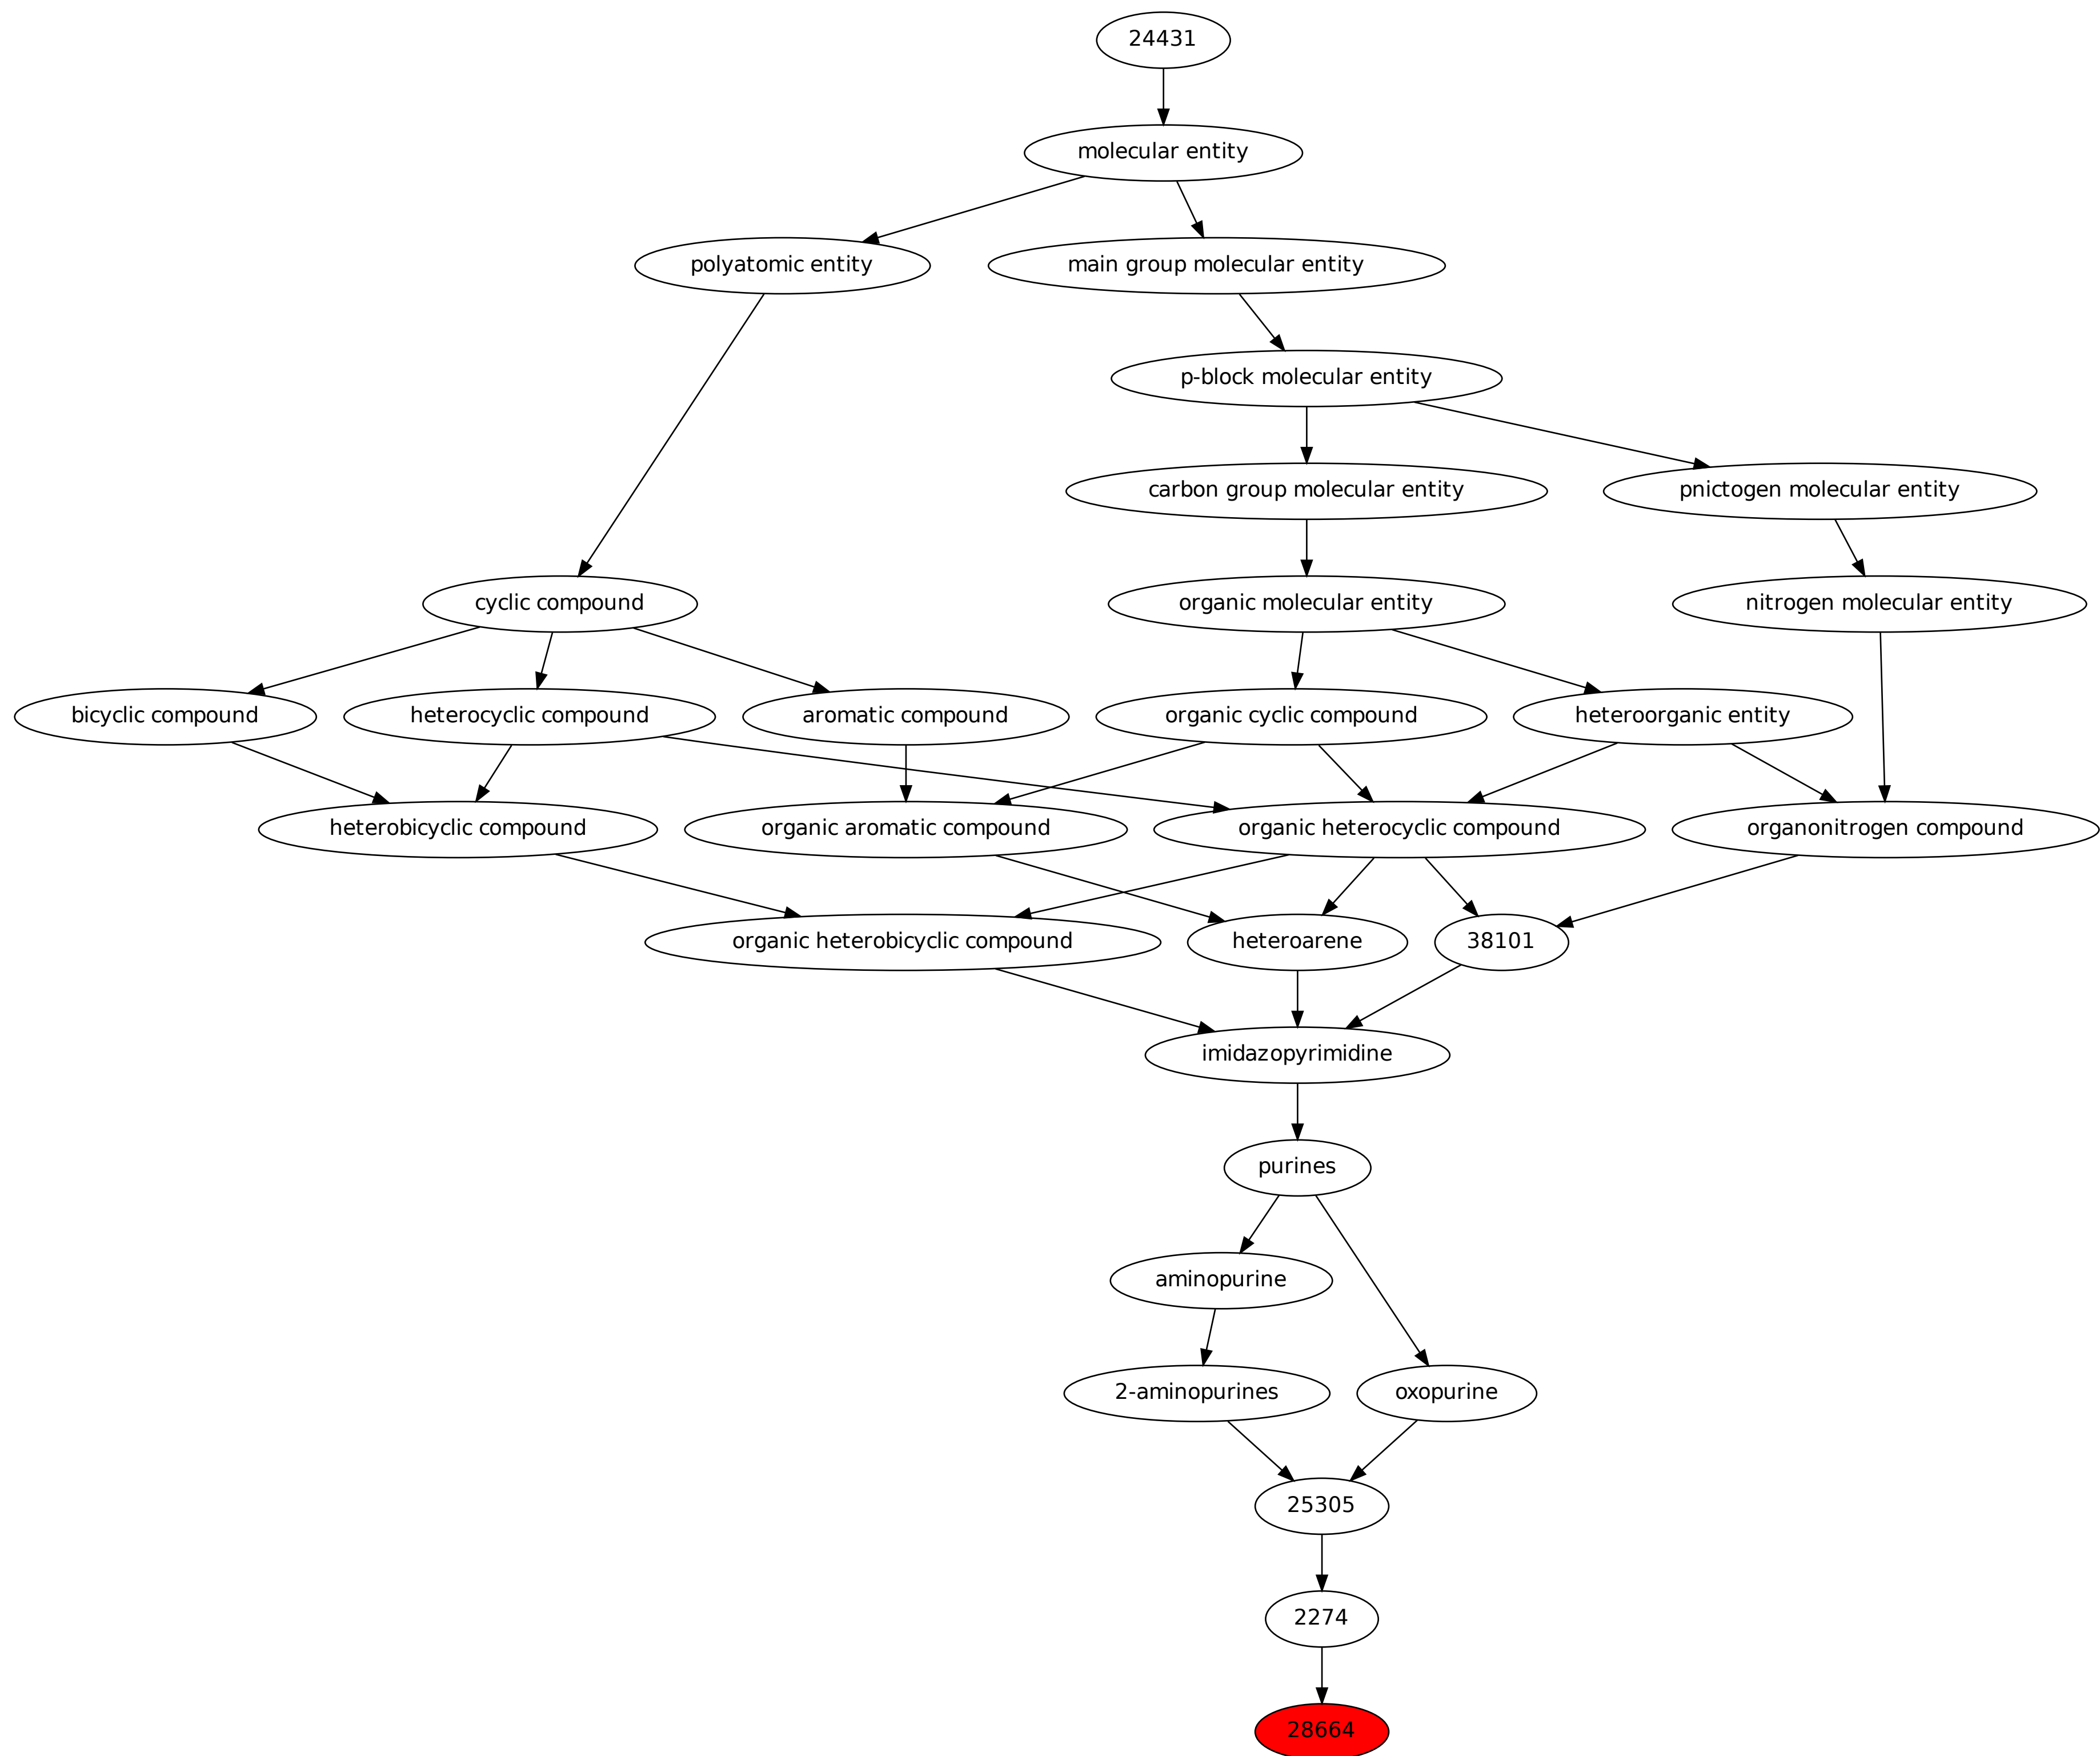 24431
molecular entity
polyatomic entity
main group molecular entity
p-block molecular entity
carbon group molecular entity
pnictogen molecular entity
cyclic compound
organic molecular entity
nitrogen molecular entity
bicyclic compound
heterocyclic compound
aromatic compound
organic cyclic compound
heteroorganic entity
heterobicyclic compound
organic aromatic compound
organic heterocyclic compound
organonitrogen compound
organic heterobicyclic compound
heteroarene
38101
imidazopyrimidine
purines
aminopurine
2-aminopurines
oxopurine
25305
2274
28664